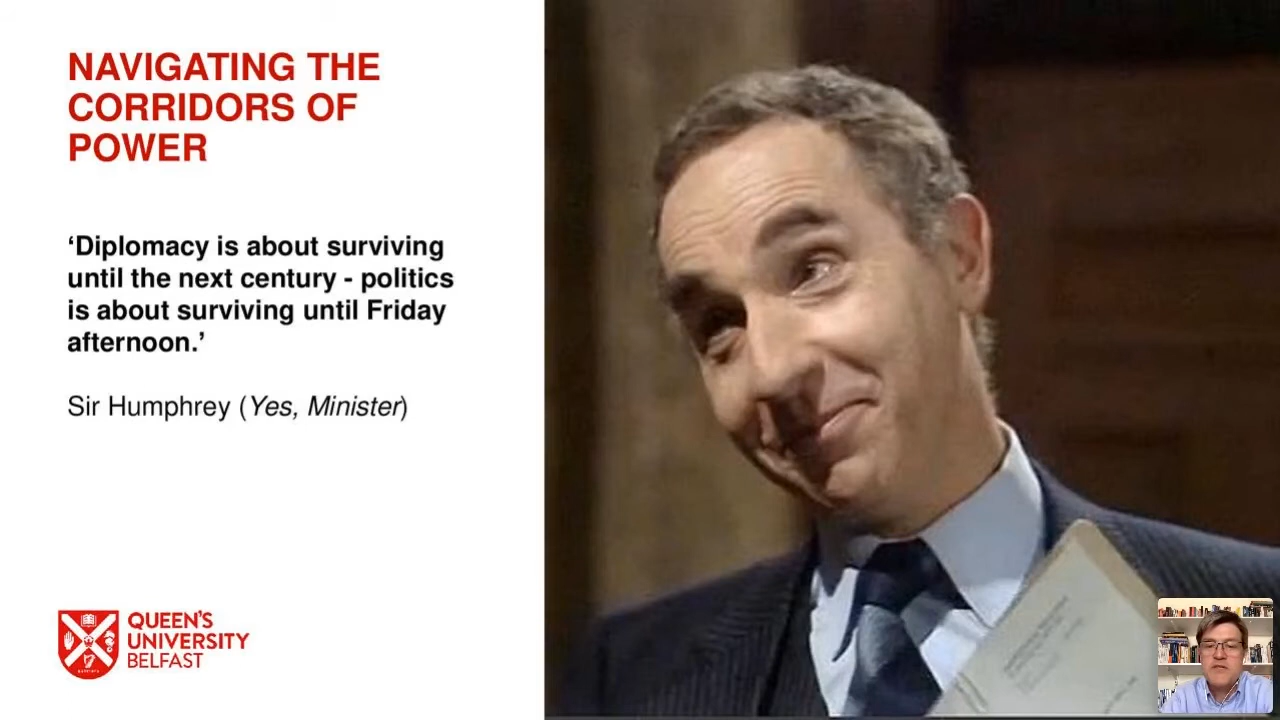 NAVIGATING THE
CORRIDORS OF
POWER
‘Diplomacy is about surviving
until the next century - politics
is about surviving until Friday
afternoon.’
Sir Humphrey (Yes, Minister)
QUEEN’S
UNIVERSITY
BELFAST